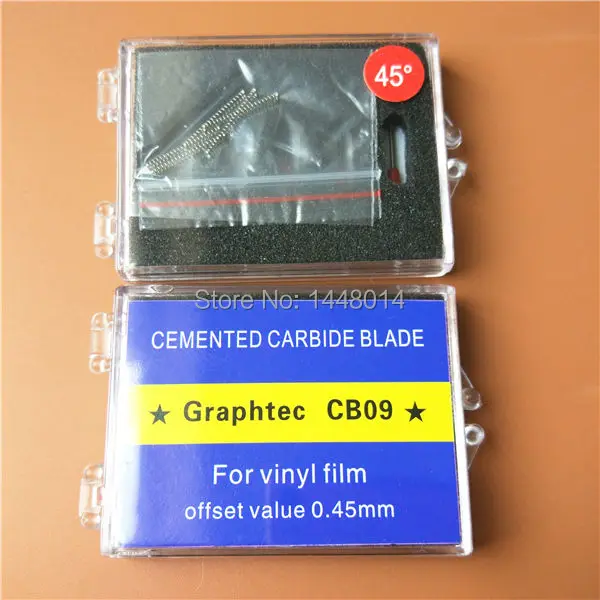 45°
Store No: 1448014
CEMENTED CARBIDE BLADE
★ Graphtec CB09 ★
For vinyl film
offset value 0.45mm